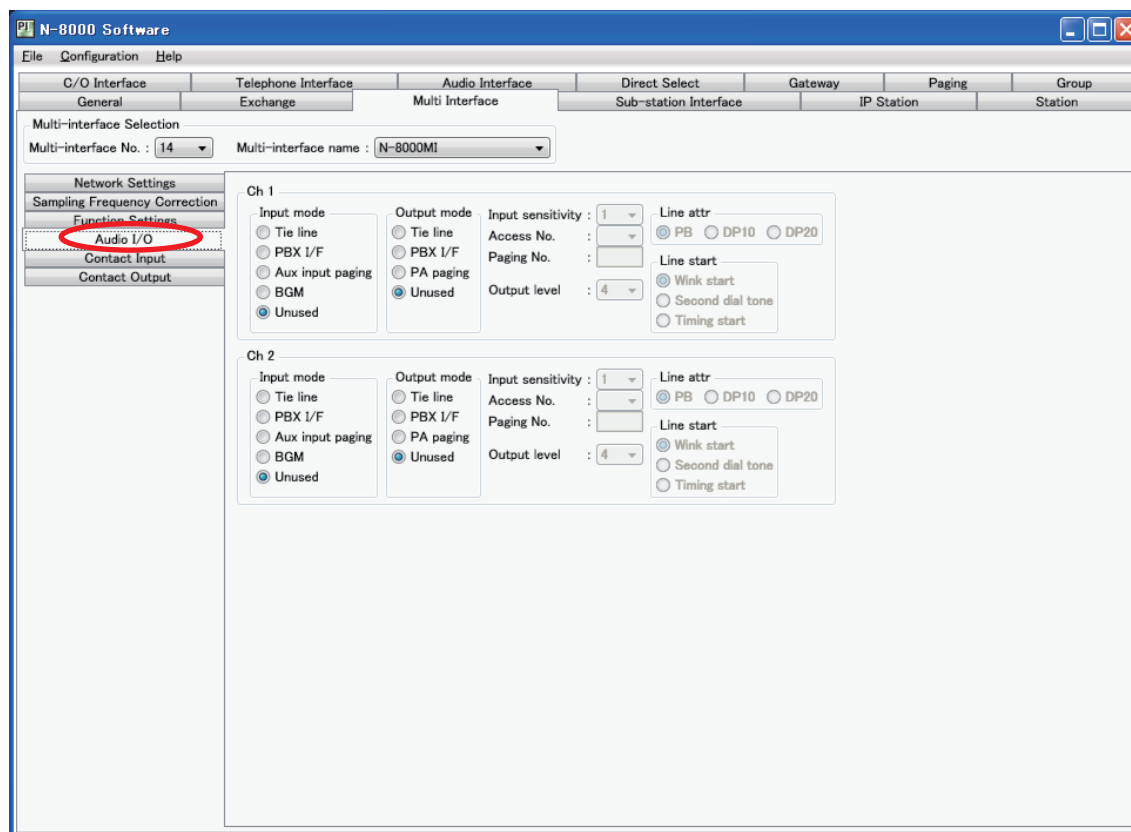 N-8000 Software
File Configuration Help
C/O Interface Telephone Interface Audio Interface Direct Select Gateway Paging Group
General Exchange Multi Interface Sub-station Interface IP Station Station
Multi-interface Selection
Multi-interface No. : 14 Multi-interface name : N-8000MI
Network Settings
Sampling Frequency Correction
Function Settings
Audio I/O
Contact Input
Contact Output
Ch 1
Input mode Output mode Input sensitivity : 1 Line attr
Tie line Tie line Access No. : PB DP10 DP20
PBX I/F PBX I/F Paging No. : Line start
Aux input paging PA paging Wink start
BGM Unused Output level : 4 Second dial tone
Unused Timing start
Ch 2
Input mode Output mode Input sensitivity : 1 Line attr
Tie line Tie line Access No. : PB DP10 DP20
PBX I/F PBX I/F Paging No. : Line start
Aux input paging PA paging Wink start
BGM Unused Output level : 4 Second dial tone
Unused Timing start